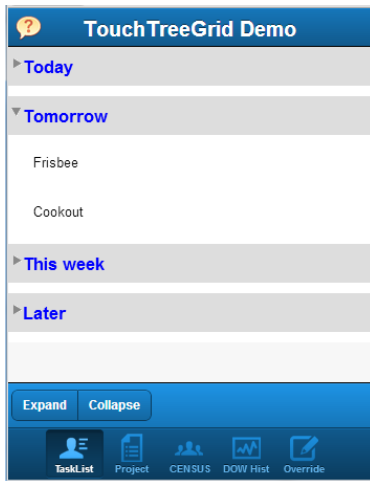 ? TouchTreeGrid Demo
Today
Tomorrow
Frisbee
Cookout
This week
Later
Expand Collapse
TaskList Project CENSUS DOW Hist Override